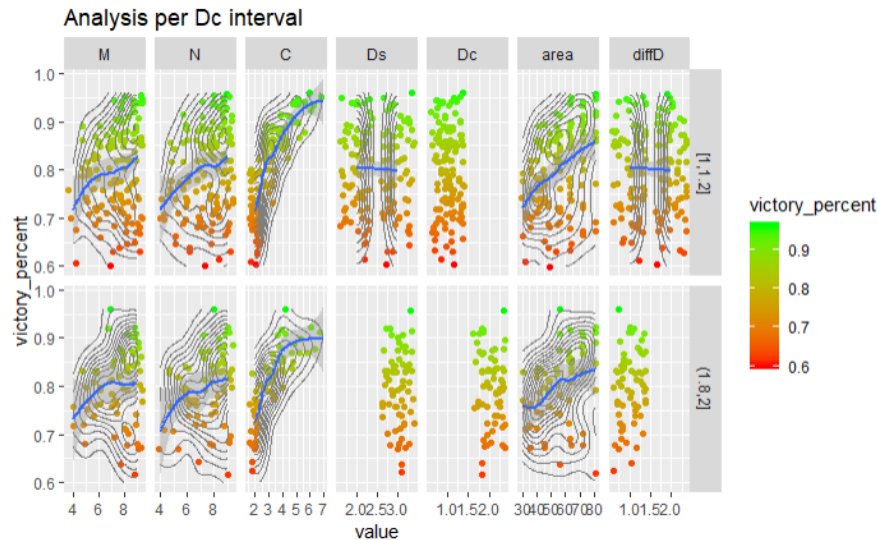 Analysis per Dc interval
M N C Ds Dc area diffD
1.0
0.9
0.8
0.7
0.6
[1,1.2]
1.0
0.9
0.8
0.7
0.6
(1.8,2]
victory_percent
4 6 8 4 6 8 2 3 4 5 6 7 2.02.53.0 1.01.52.0 304050607080 1.01.52.0
value
victory_percent
0.9
0.8
0.7
0.6